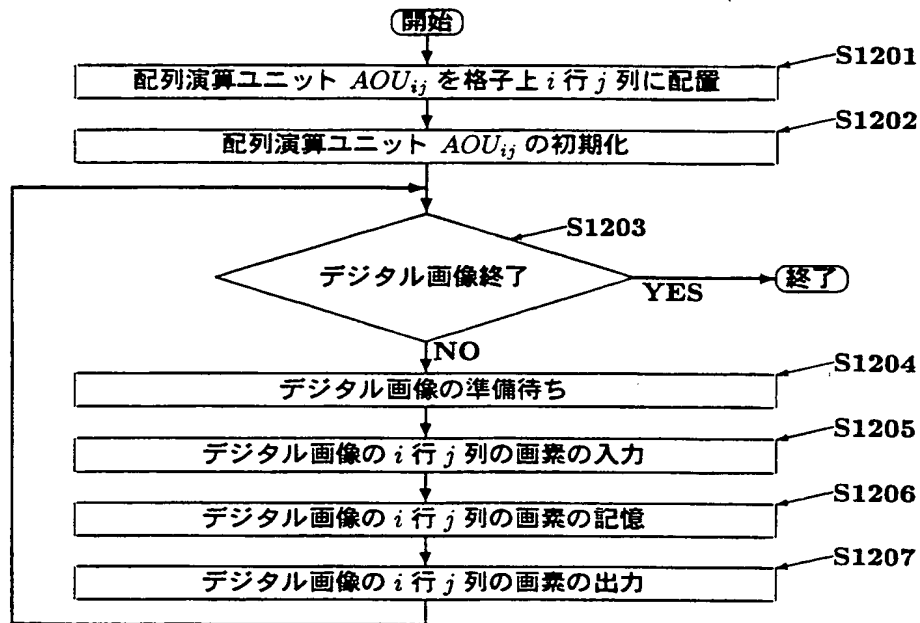 開始
S1201
配列演算ユニット AOU_{ij} を格子上 i 行 j 列に配置
S1202
配列演算ユニット AOU_{ij} の初期化
S1203
デジタル画像終了
YES
終了
NO
S1204
デジタル画像の準備待ち
S1205
デジタル画像の i 行 j 列の画素の入力
S1206
デジタル画像の i 行 j 列の画素の記憶
S1207
デジタル画像の i 行 j 列の画素の出力